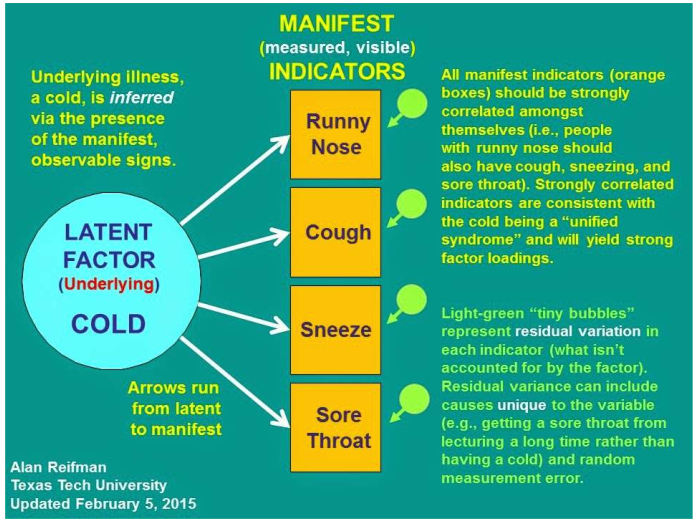 MANIFEST
(measured, visible)
INDICATORS
Underlying illness,
a cold, is inferred
via the presence
of the manifest,
observable signs.
LATENT
FACTOR
(Underlying)
COLD
Arrows run
from latent
to manifest
Runny
Nose
Cough
Sneeze
Sore
Throat
All manifest indicators (orange
boxes) should be strongly
correlated amongst
themselves (i.e., people
with runny nose should
also have cough, sneezing, and
sore throat). Strongly correlated
indicators are consistent with
the cold being a “unified
syndrome” and will yield strong
factor loadings.
Light-green “tiny bubbles”
represent residual variation in
each indicator (what isn’t
accounted for by the factor).
Residual variance can include
causes unique to the variable
(e.g., getting a sore throat from
lecturing a long time rather than
having a cold) and random
measurement error.
Alan Reifman
Texas Tech University
Updated February 5, 2015